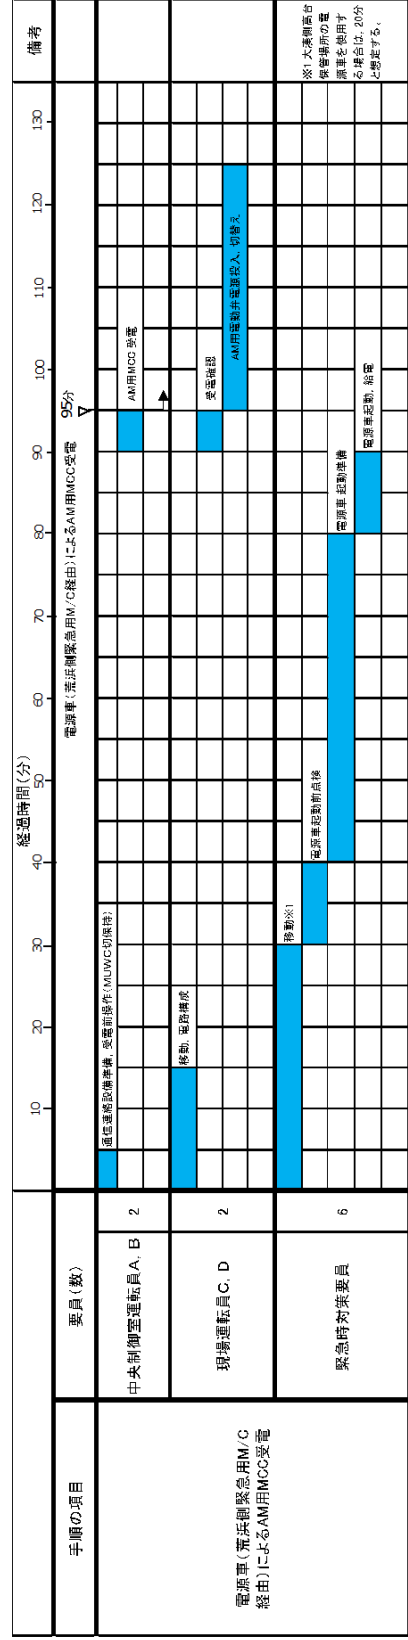 手順の項目
要員(数)
経過時間(分)
備考
10
20
30
40
50
60
70
80
90
100
110
120
130
電源車(荒浜側緊急用M/C経由)によるAM用MCC受電
95分
電源車(荒浜側緊急用M/C
経由)によるAM用MCC受電
中央制御室運転員A, B
2
通信連絡設備準備, 受電前操作(MUWC切保持)
AM用MCC 受電
現場運転員C, D
2
移動, 電路構成
受電確認
AM用電動弁電源投入, 切替え
緊急時対策要員
6
移動※1
電源車起動前点検
電源車 起動準備
電源車起動, 給電
※1 大湊側高台
保管場所の電
源車を使用す
る場合は, 20分
と想定する。